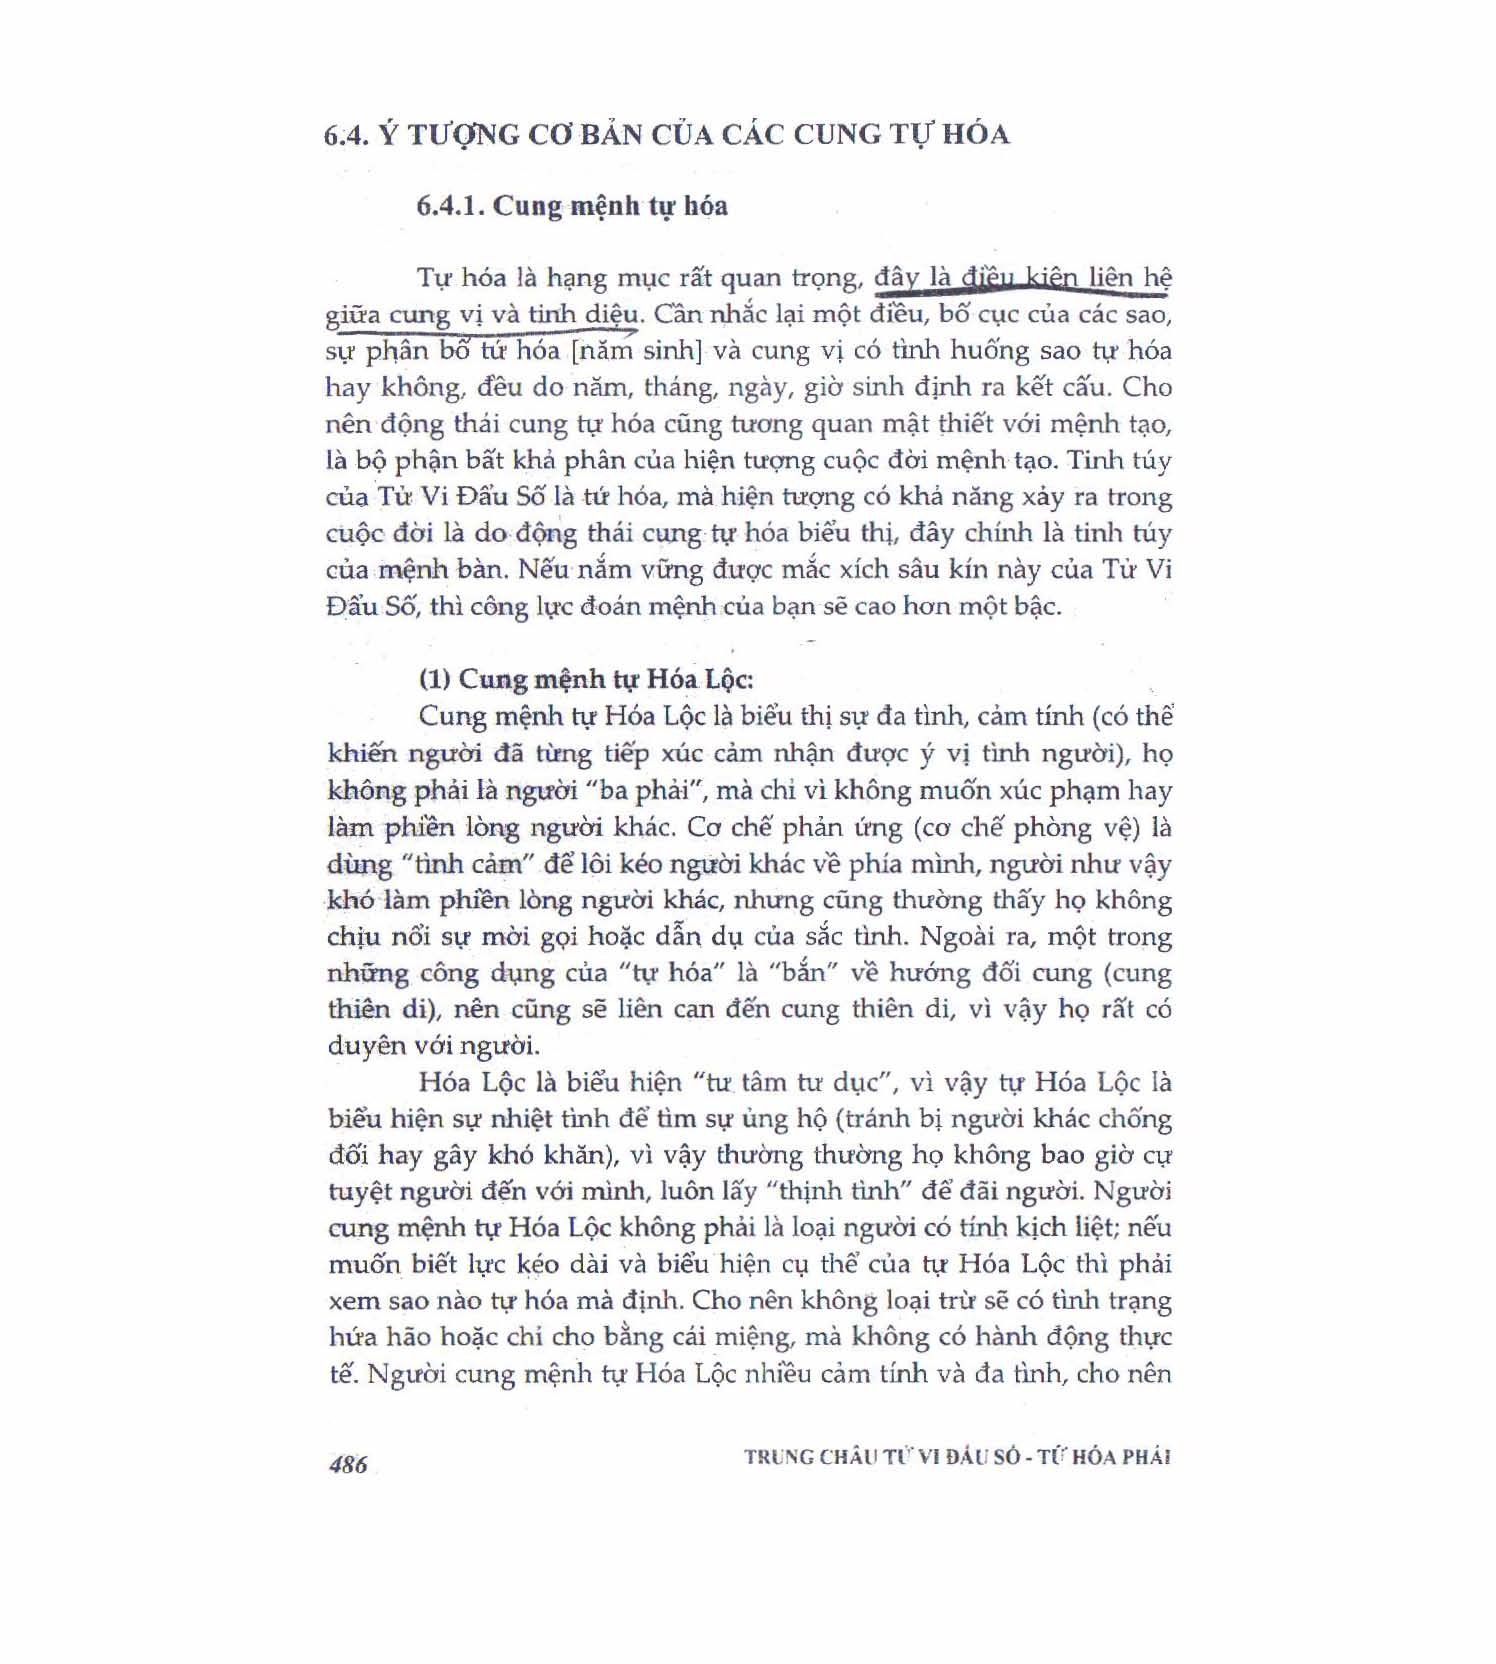 6.4. Ý TƯỢNG CƠ BẢN CỦA CÁC CUNG TỰ HÓA
6.4.1. Cung mệnh tự hóa
Tự hóa là hạng mục rất quan trọng, đây là điều kiện liên hệ
giữa cung vị và tinh diệu. Cần nhắc lại một điều, bố cục của các sao,
sự phân bố tứ hóa [năm sinh] và cung vị có tình huống sao tự hóa
hay không, đều do năm, tháng, ngày, giờ sinh định ra kết cấu. Cho
nên động thái cung tự hóa cũng tương quan mật thiết với mệnh tạo,
là bộ phận bất khả phân của hiện tượng cuộc đời mệnh tạo. Tinh túy
của Tử Vi Đẩu Số là tứ hóa, mà hiện tượng có khả năng xảy ra trong
cuộc đời là do động thái cung tự hóa biểu thị, đây chính là tinh túy
của mệnh bàn. Nếu nắm vững được mắc xích sâu kín này của Tử Vi
Đẩu Số, thì công lực đoán mệnh của bạn sẽ cao hơn một bậc.
(1) Cung mệnh tự Hóa Lộc:
Cung mệnh tự Hóa Lộc là biểu thị sự đa tình, cảm tính (có thể
khiến người đã từng tiếp xúc cảm nhận được ý vị tình người), họ
không phải là người "ba phải", mà chỉ vì không muốn xúc phạm hay
làm phiền lòng người khác. Cơ chế phản ứng (cơ chế phòng vệ) là
dùng "tình cảm" để lôi kéo người khác về phía mình, người như vậy
khó làm phiền lòng người khác, nhưng cũng thường thấy họ không
chịu nổi sự mời gọi hoặc dẫn dụ của sắc tình. Ngoài ra, một trong
những công dụng của "tự hóa" là "bắn" về hướng đối cung (cung
thiên di), nên cũng sẽ liên can đến cung thiên di, vì vậy họ rất có
duyên với người.
Hóa Lộc là biểu hiện "tư tâm tư dục", vì vậy tự Hóa Lộc là
biểu hiện sự nhiệt tình để tìm sự ủng hộ (tránh bị người khác chống
đối hay gây khó khăn), vì vậy thường thường họ không bao giờ cự
tuyệt người đến với mình, luôn lấy "thịnh tình" để đãi người. Người
cung mệnh tự Hóa Lộc không phải là loại người có tính kịch liệt; nếu
muốn biết lực kéo dài và biểu hiện cụ thể của tự Hóa Lộc thì phải
xem sao nào tự hóa mà định. Cho nên không loại trừ sẽ có tình trạng
hứa hão hoặc chỉ cho bằng cái miệng, mà không có hành động thực
tế. Người cung mệnh tự Hóa Lộc nhiều cảm tính và đa tình, cho nên
486
TRUNG CHÂU TỬ VI ĐẨU SỐ - TỨ HÓA PHÁI